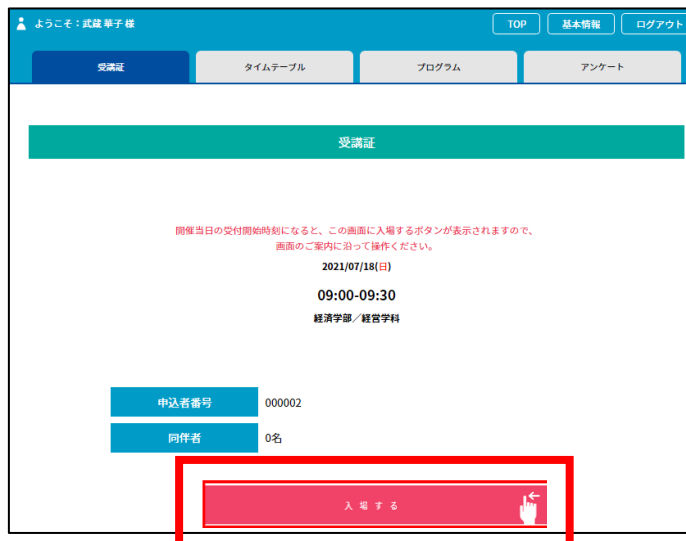 ようこそ：武蔵 華子 様
TOP
基本情報
ログアウト
受講証
タイムテーブル
プログラム
アンケート
受講証
開催当日の受付開始時刻になると、この画面に入場するボタンが表示されますので、
画面のご案内に沿って操作ください。
2021/07/18(日)
09:00-09:30
経済学部／経営学科
申込者番号 000002
同伴者 0名
入場する